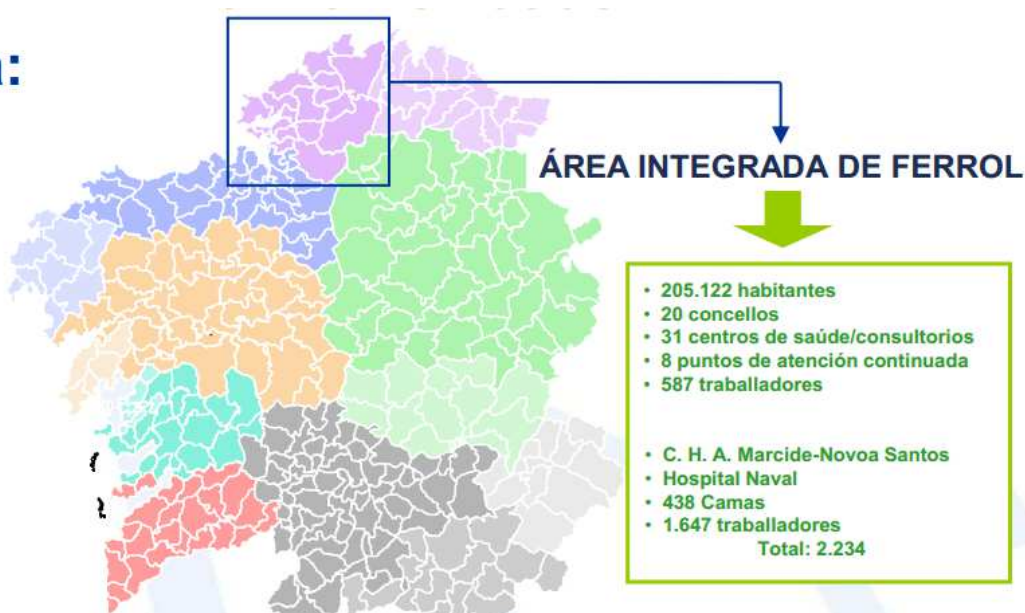 ÁREA INTEGRADA DE FERROL
• 205.122 habitantes
• 20 concellos
• 31 centros de saúde/consultorios
• 8 puntos de atención continuada
• 587 traballadores
• C. H. A. Marcide-Novoa Santos
• Hospital Naval
• 438 Camas
• 1.647 traballadores
Total: 2.234